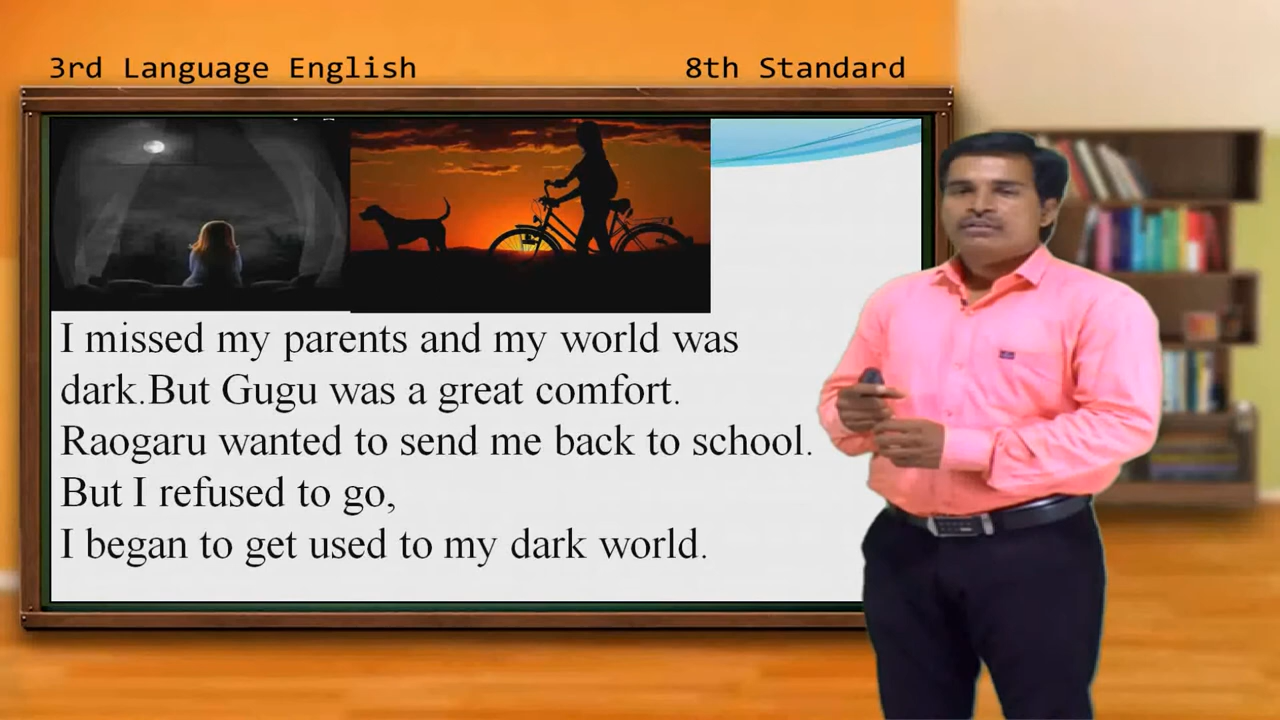 3rd Language English
8th Standard
I missed my parents and my world was
dark.But Gugu was a great comfort.
Raogaru wanted to send me back to school.
But I refused to go,
I began to get used to my dark world.